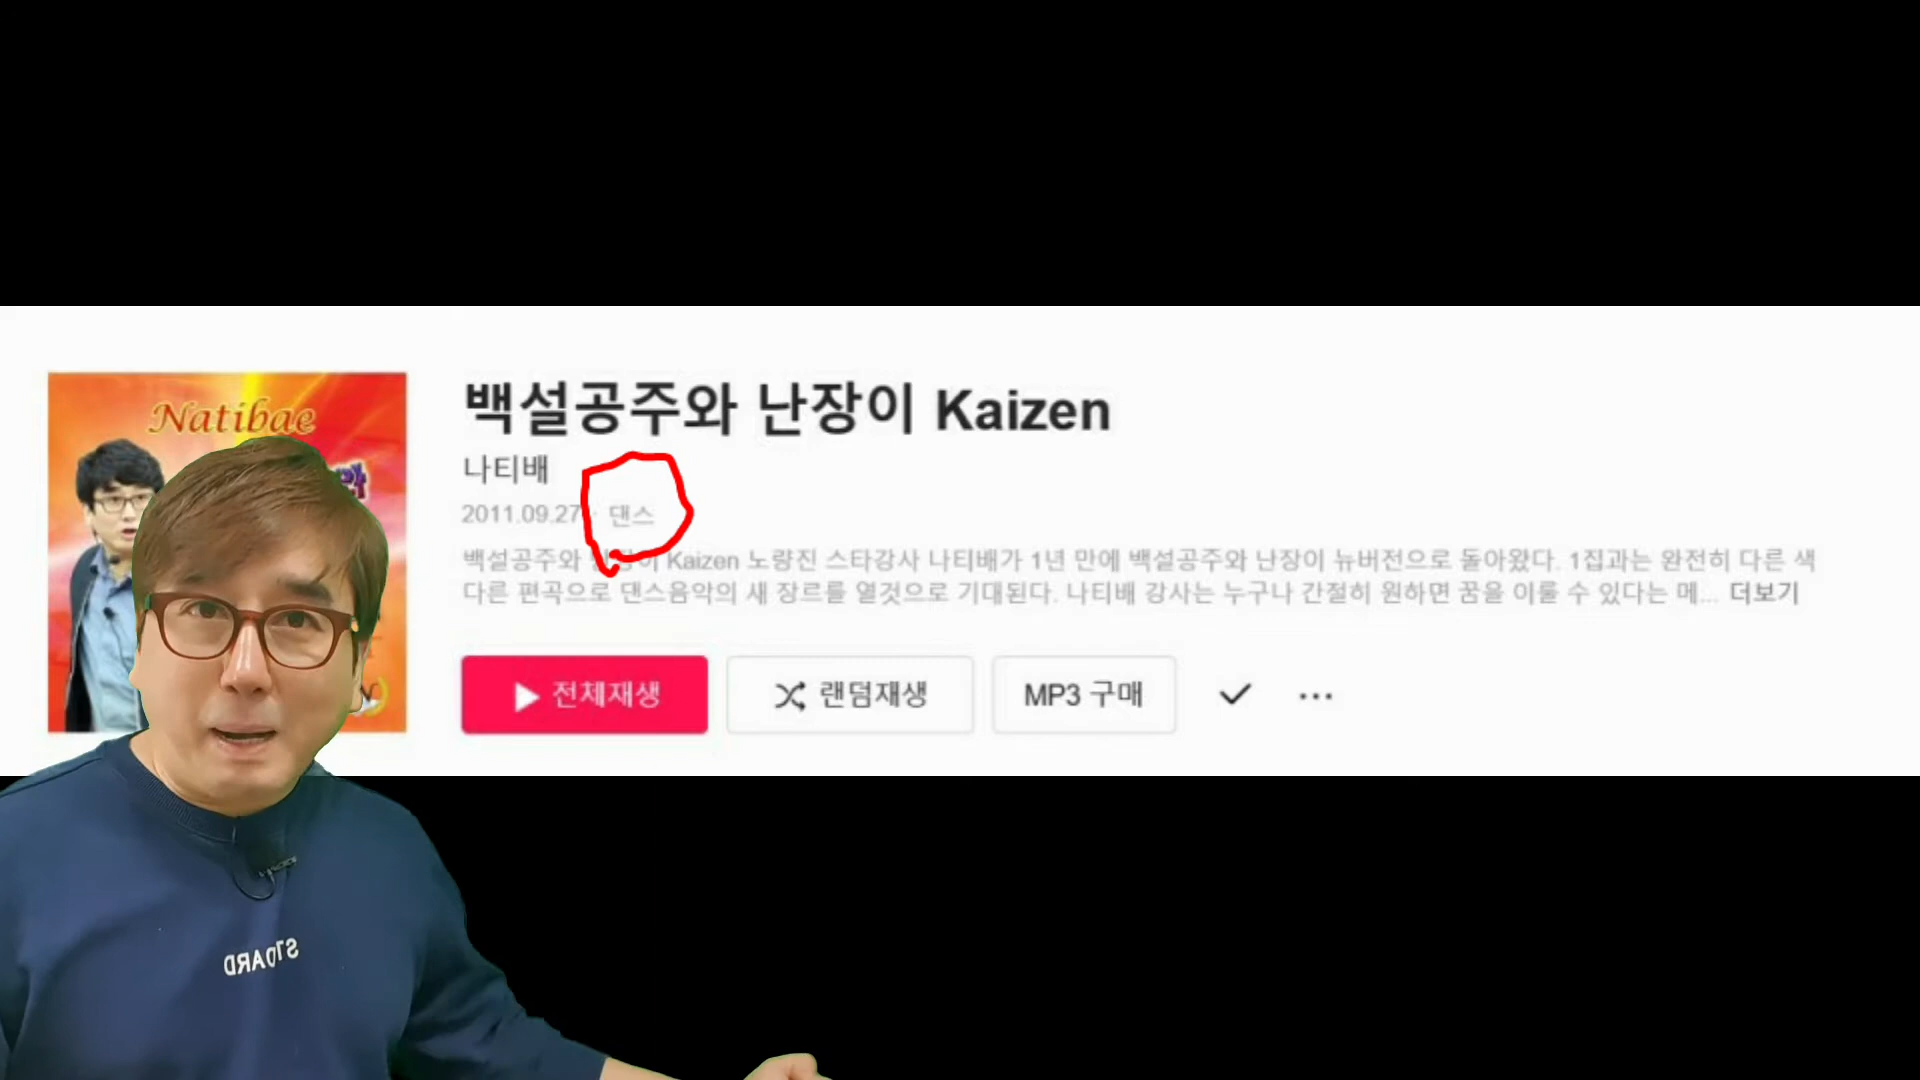 Natibae
백설공주와 난장이 Kaizen
나티배
2011.09.27 · 댄스
백설공주와 난장이 Kaizen 노량진 스타강사 나티배가 1년 만에 백설공주와 난장이 뉴버전으로 돌아왔다. 1집과는 완전히 다른 색
다른 편곡으로 댄스음악의 새 장르를 열것으로 기대된다. 나티배 강사는 누구나 간절히 원하면 꿈을 이룰 수 있다는 메... 더보기
전체재생
랜덤재생
MP3 구매